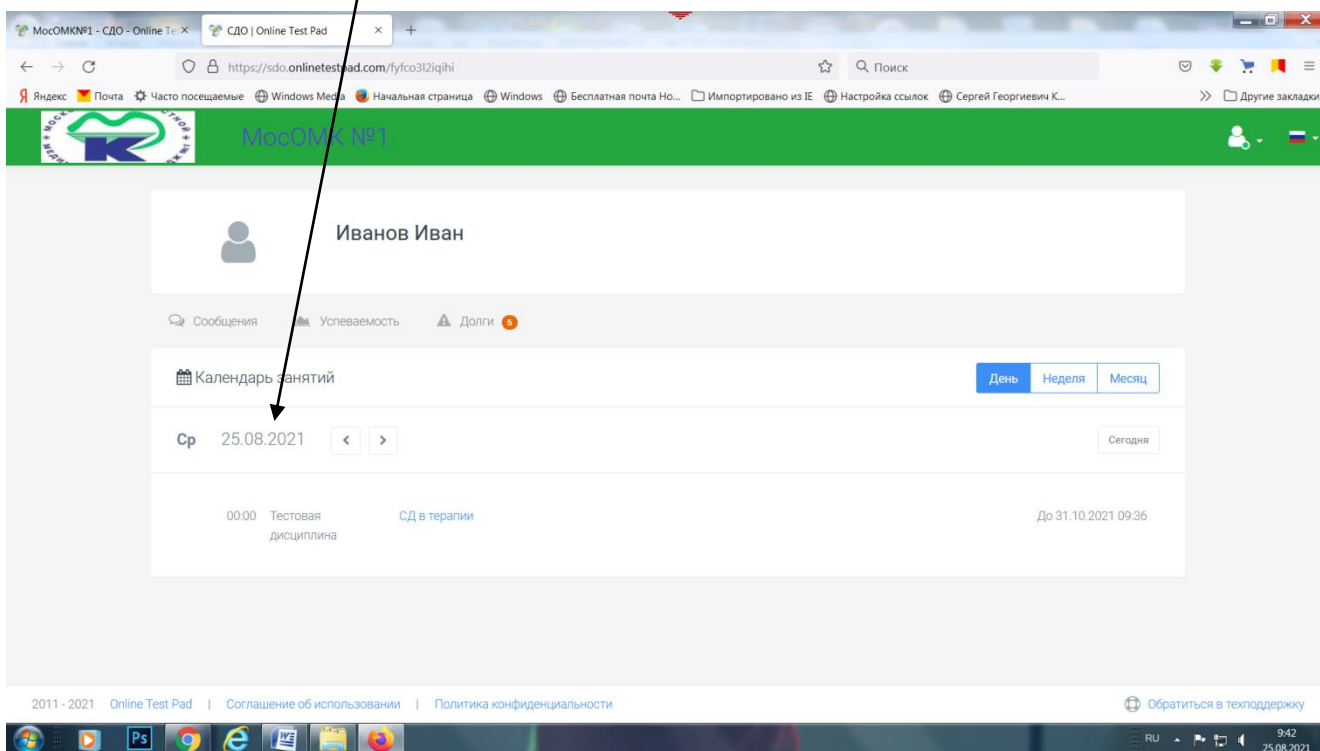 МосОМК№1 - СДО - Online Te
СДО | Online Test Pad
https://sdo.onlinetestpad.com/fyfco3l2iqihi
Поиск
Яндекс Почта Часто посещаемые Windows Media Начальная страница Windows Бесплатная почта Ho... Импортировано из IE Настройка ссылок Сергей Георгиевич К... Другие закладки
МосОМК №1
Иванов Иван
Сообщения Успеваемость Долги 5
Календарь занятий
День Неделя Месяц
Ср 25.08.2021
Сегодня
00:00 Тестовая СД в терапии До 31.10.2021 09:36
дисциплина
2011 - 2021 Online Test Pad | Соглашение об использовании | Политика конфиденциальности
Обратиться в техподдержку
Ps
RU
9:42
25.08.2021